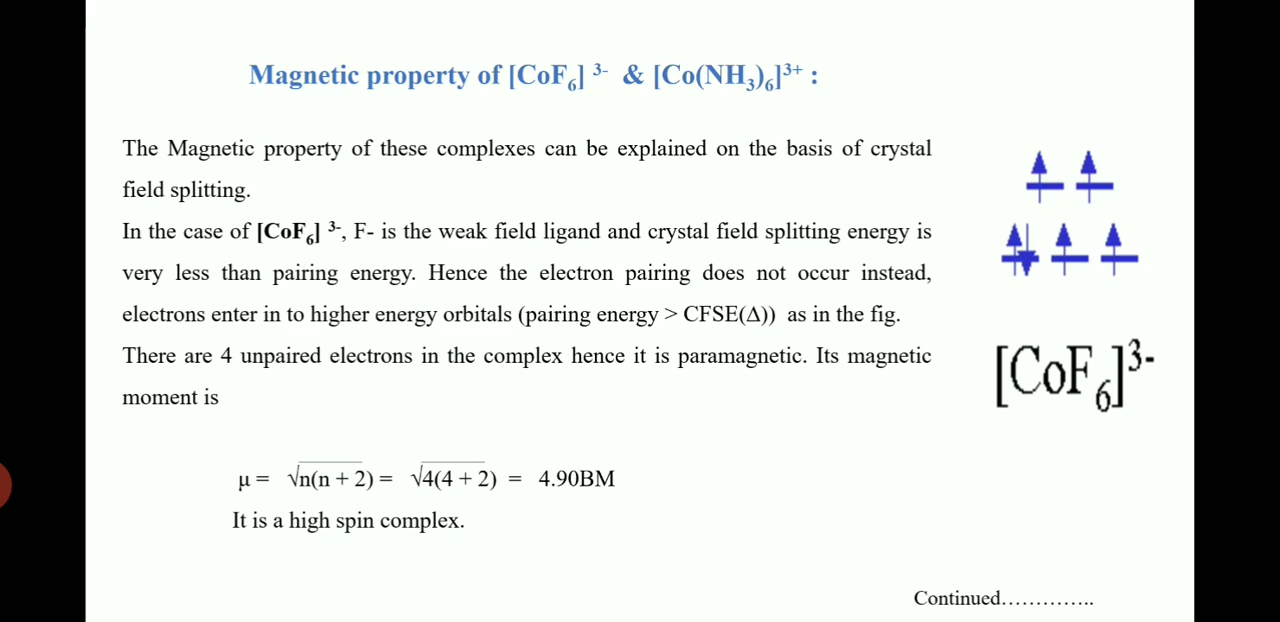 Magnetic property of [CoF₆] ³⁻ & [Co(NH₃)₆]³⁺ :
The Magnetic property of these complexes can be explained on the basis of crystal
field splitting.
In the case of [CoF₆] ³⁻, F- is the weak field ligand and crystal field splitting energy is
very less than pairing energy. Hence the electron pairing does not occur instead,
electrons enter in to higher energy orbitals (pairing energy > CFSE(Δ)) as in the fig.
There are 4 unpaired electrons in the complex hence it is paramagnetic. Its magnetic
moment is
[CoF₆]³⁻
μ = √n(n + 2) = √4(4 + 2) = 4.90BM
It is a high spin complex.
Continued…………..